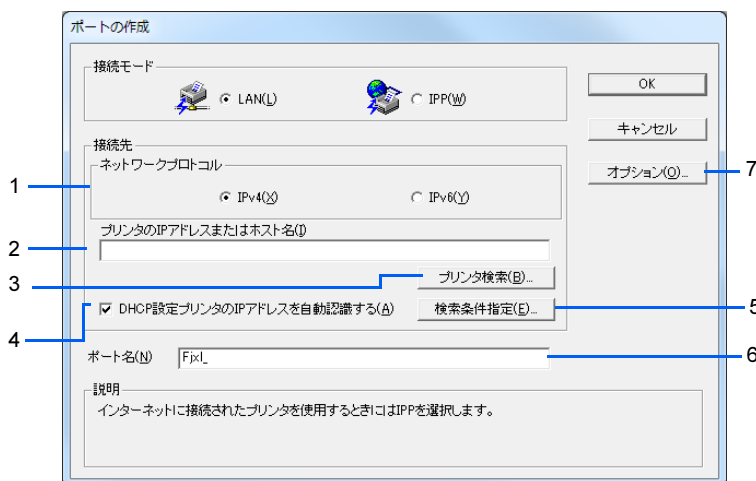 ポートの作成
接続モード
LAN(L)
IPP(W)
OK
キャンセル
オプション(O)...
7
接続先
ネットワークプロトコル
1
IPv4(X)
IPv6(Y)
プリンタのIPアドレスまたはホスト名(I)
2
3
プリンタ検索(B)...
4
DHCP設定プリンタのIPアドレスを自動認識する(A)
検索条件指定(E)...
5
ポート名(N)
Fjxl_
6
説明
インターネットに接続されたプリンタを使用するときにはIPPを選択します。